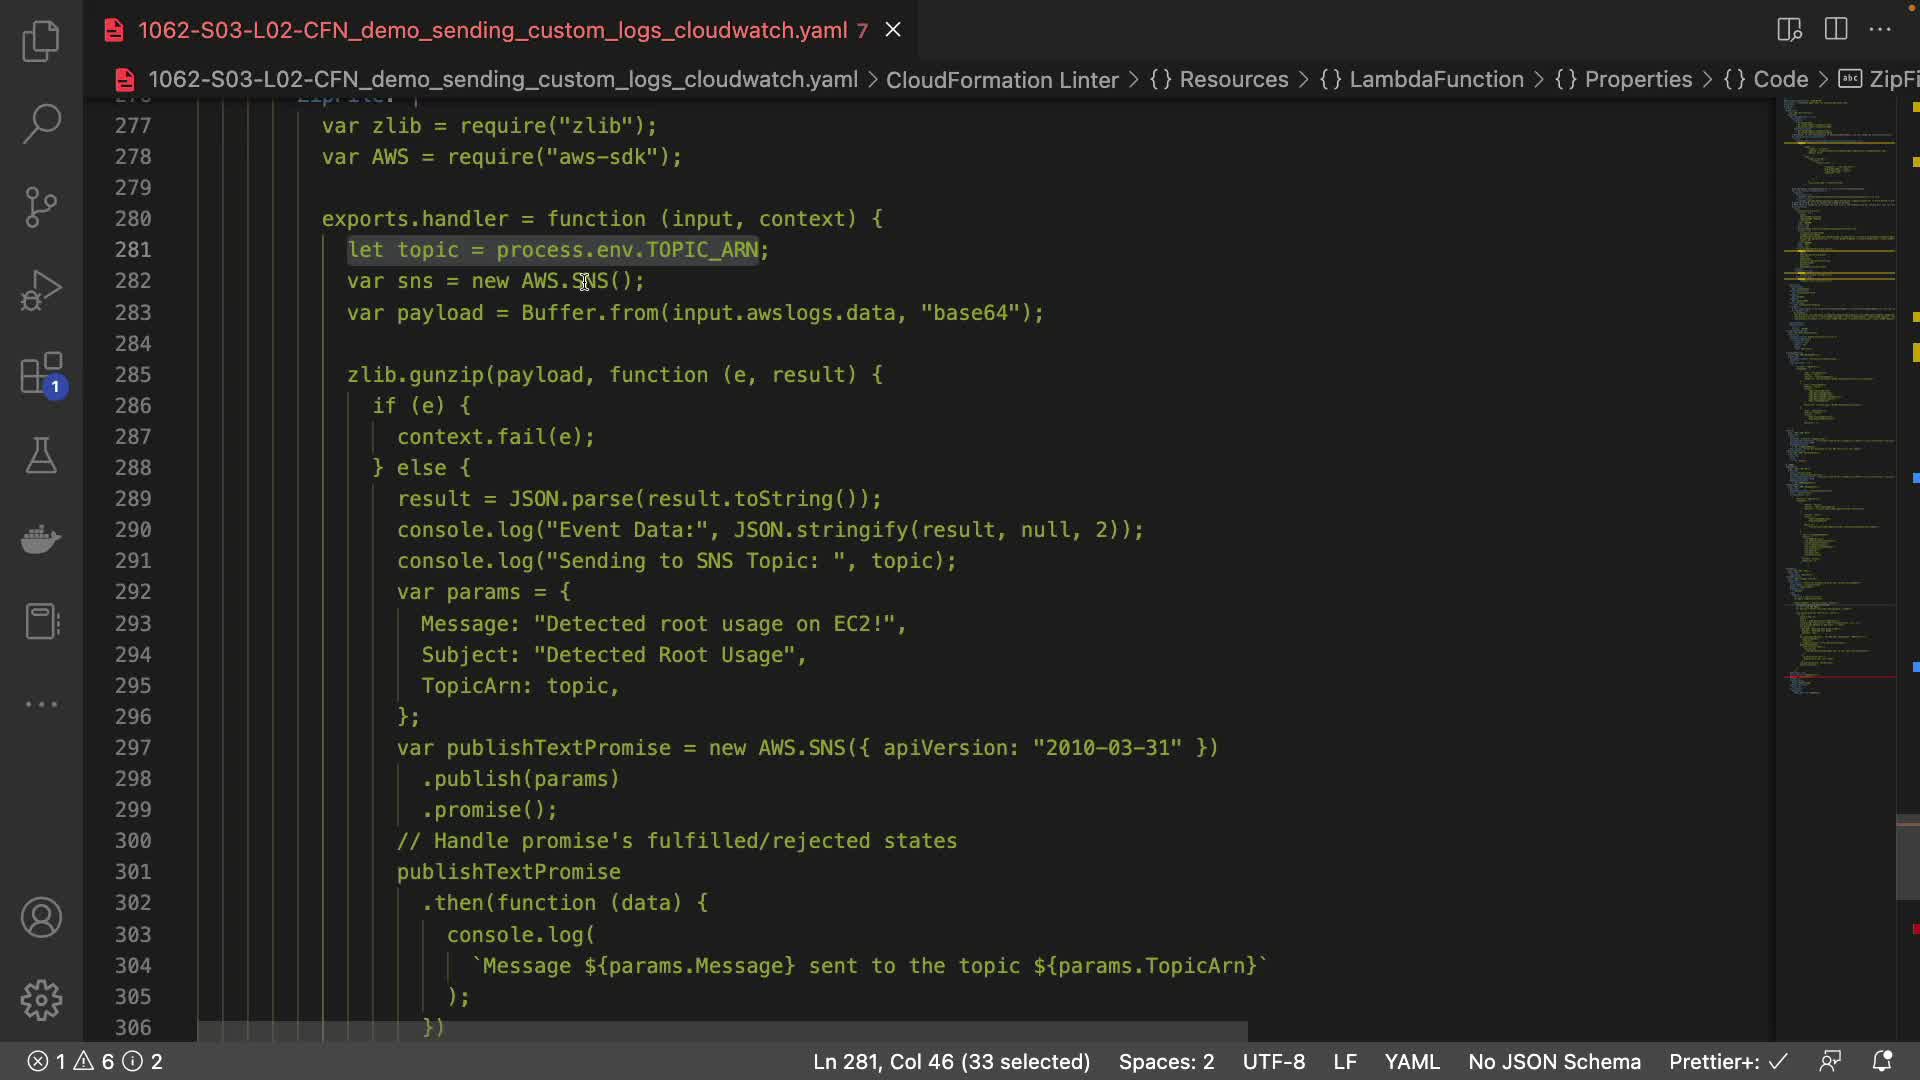 1062-S03-L02-CFN_demo_sending_custom_logs_cloudwatch.yaml 7
1062-S03-L02-CFN_demo_sending_custom_logs_cloudwatch.yaml > CloudFormation Linter > {} Resources > {} LambdaFunction > {} Properties > {} Code > abc ZipFi
276 ZipFile: |
277 var zlib = require("zlib");
278 var AWS = require("aws-sdk");
279
280 exports.handler = function (input, context) {
281 let topic = process.env.TOPIC_ARN;
282 var sns = new AWS.SNS();
283 var payload = Buffer.from(input.awslogs.data, "base64");
284
285 zlib.gunzip(payload, function (e, result) {
286 if (e) {
287 context.fail(e);
288 } else {
289 result = JSON.parse(result.toString());
290 console.log("Event Data:", JSON.stringify(result, null, 2));
291 console.log("Sending to SNS Topic: ", topic);
292 var params = {
293 Message: "Detected root usage on EC2!",
294 Subject: "Detected Root Usage",
295 TopicArn: topic,
296 };
297 var publishTextPromise = new AWS.SNS({ apiVersion: "2010-03-31" })
298 .publish(params)
299 .promise();
300 // Handle promise's fulfilled/rejected states
301 publishTextPromise
302 .then(function (data) {
303 console.log(
304 `Message ${params.Message} sent to the topic ${params.TopicArn}`
305 );
306 })
1
1 6 2 Ln 281, Col 46 (33 selected) Spaces: 2 UTF-8 LF YAML No JSON Schema Prettier+: ✓